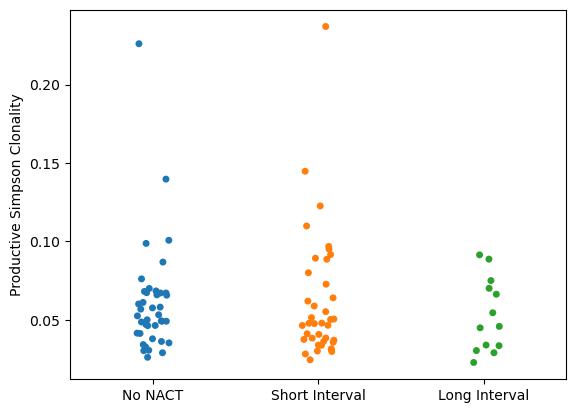 Productive Simpson Clonality
0.20
0.15
0.10
0.05
No NACT
Short Interval
Long Interval